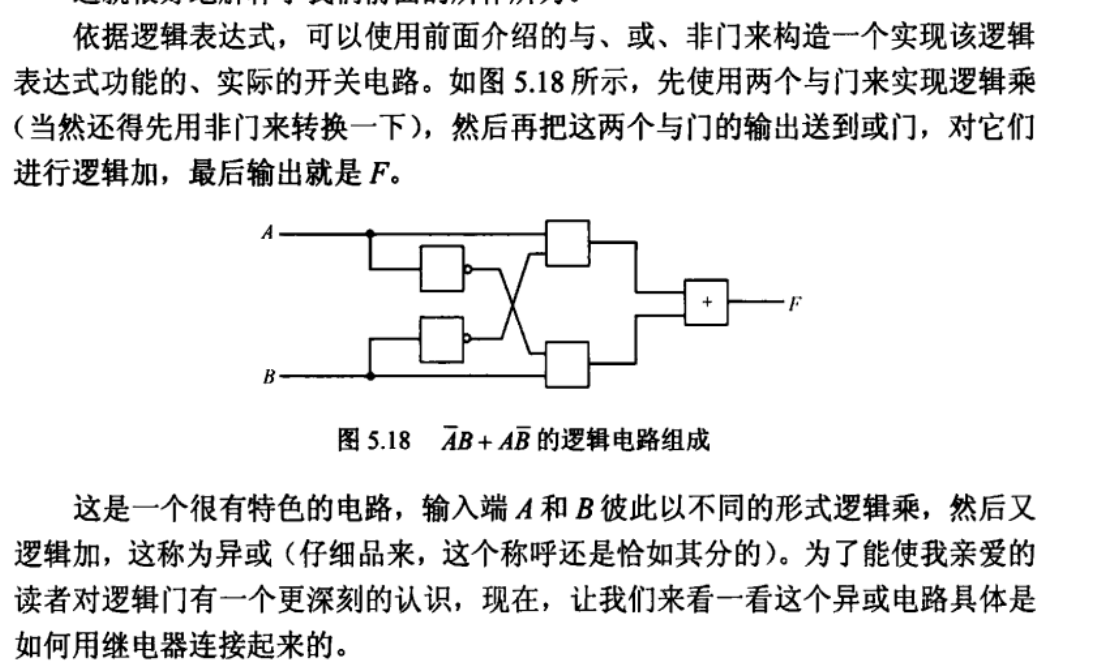 依据逻辑表达式，可以使用前面介绍的与、或、非门来构造一个实现该逻辑
表达式功能的、实际的开关电路。如图 5.18 所示，先使用两个与门来实现逻辑乘
（当然还得先用非门来转换一下），然后再把这两个与门的输出送到或门，对它们
进行逻辑加，最后输出就是 F。
A
+
F
B
图 5.18 A̅B + AB̅ 的逻辑电路组成
这是一个很有特色的电路，输入端 A 和 B 彼此以不同的形式逻辑乘，然后又
逻辑加，这称为异或（仔细品来，这个称呼还是恰如其分的）。为了能使我亲爱的
读者对逻辑门有一个更深刻的认识，现在，让我们来看一看这个异或电路具体是
如何用继电器连接起来的。